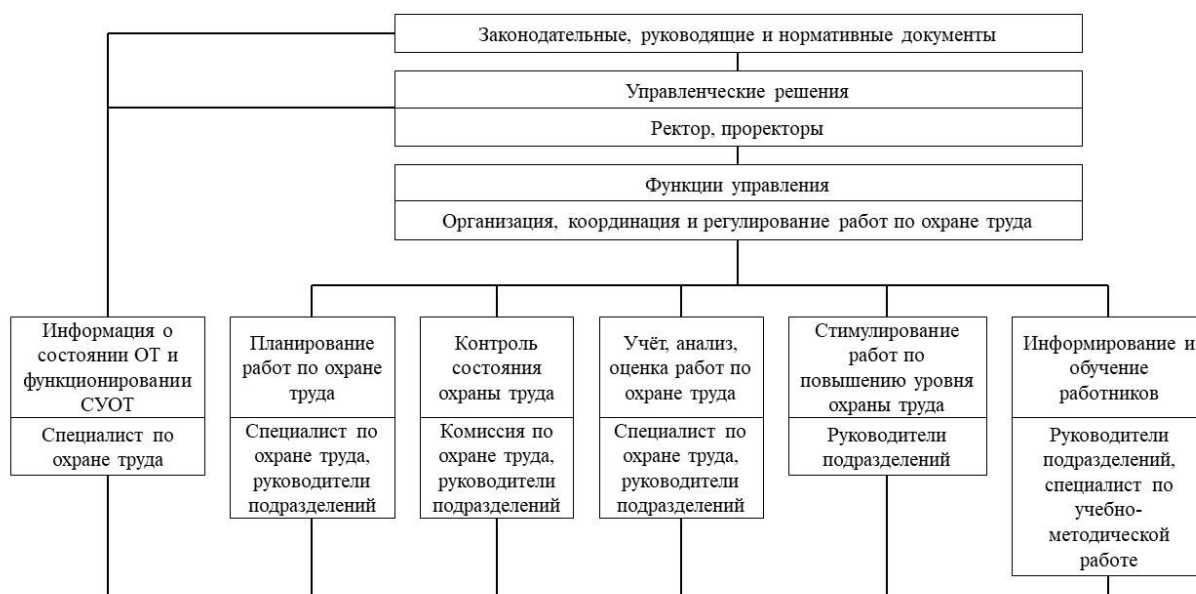 Законодательные, руководящие и нормативные документы
Управленческие решения
Ректор, проректоры
Функции управления
Организация, координация и регулирование работ по охране труда
Информация о
состоянии ОТ и
функционировании
СУОТ
Специалист по
охране труда
Планирование
работ по охране
труда
Специалист по
охране труда,
руководители
подразделений
Контроль
состояния
охраны труда
Комиссия по
охране труда,
руководители
подразделений
Учёт, анализ,
оценка работ по
охране труда
Специалист по
охране труда,
руководители
подразделений
Стимулирование
работ по
повышению уровня
охраны труда
Руководители
подразделений
Информирование и
обучение
работников
Руководители
подразделений,
специалист по
учебно-
методической
работе